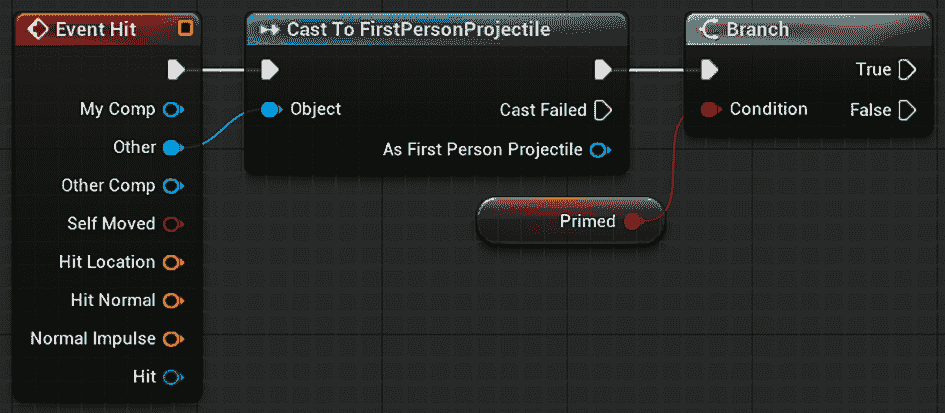 Event Hit
My Comp
Other
Other Comp
Self Moved
Hit Location
Hit Normal
Normal Impulse
Hit
Cast To FirstPersonProjectile
Object
Cast Failed
As First Person Projectile
Primed
Branch
True
Condition
False